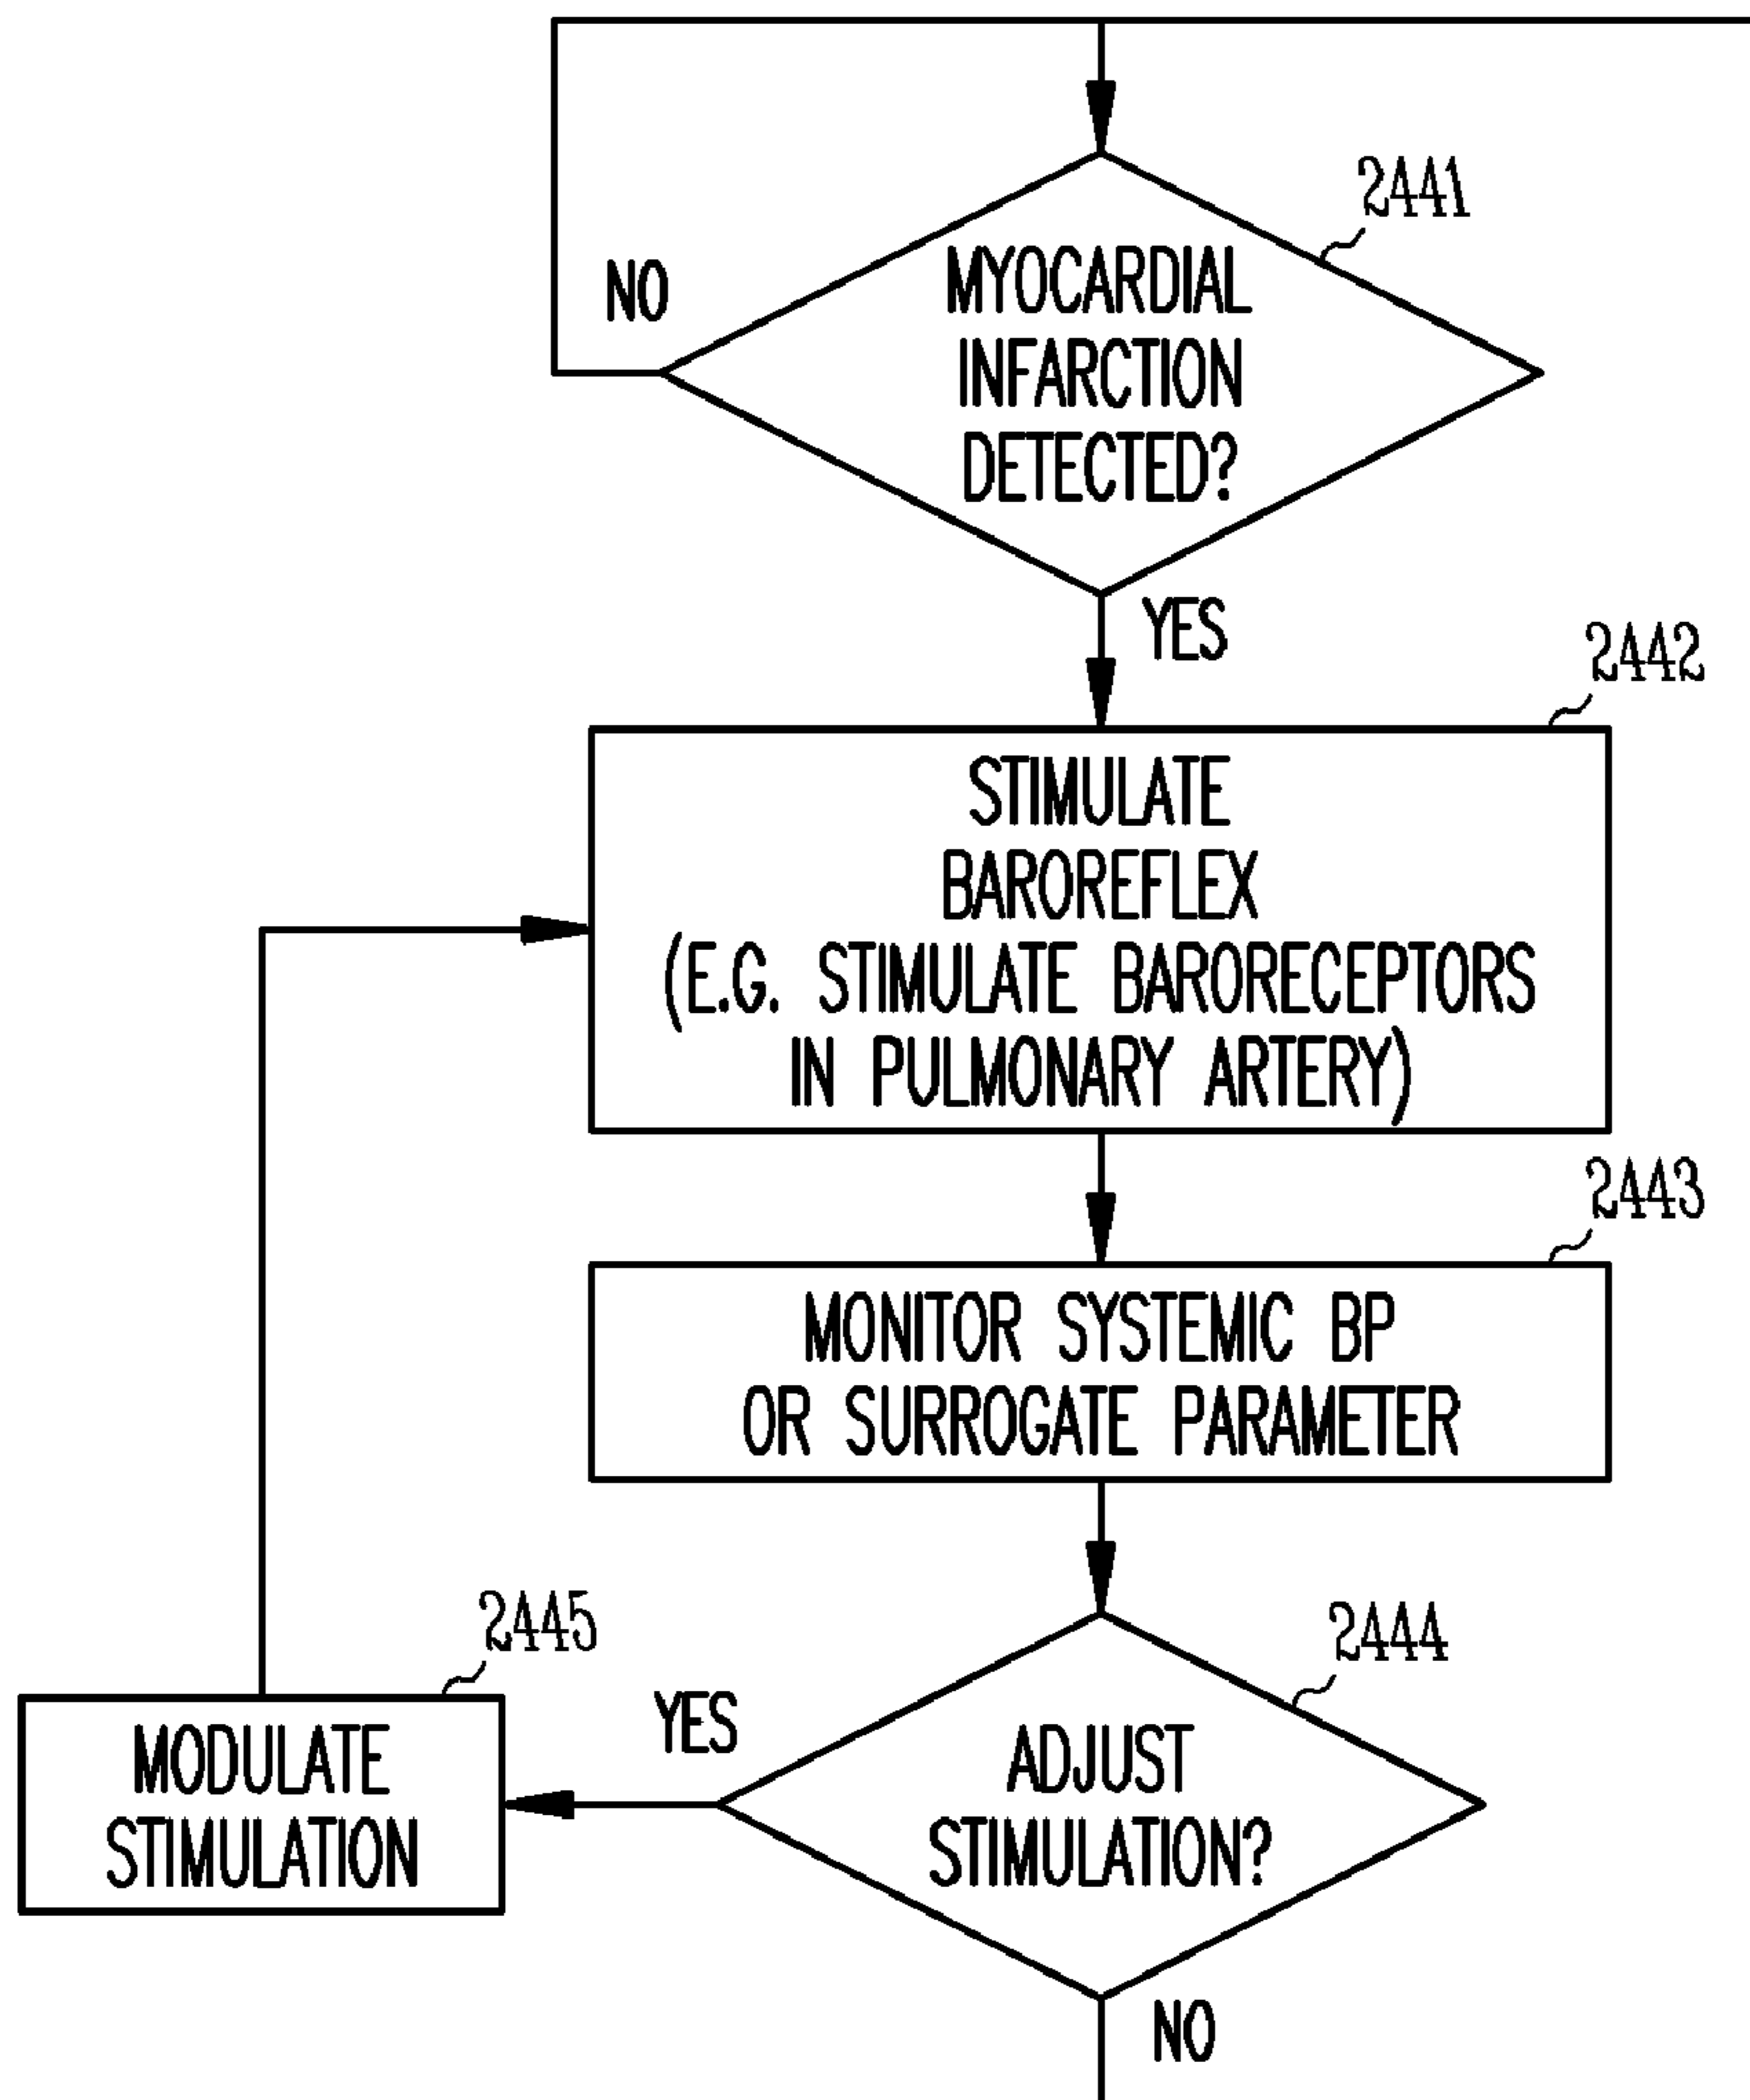 2441
NO
MYOCARDIAL
INFARCTION
DETECTED?
YES
2442
STIMULATE
BAROREFLEX
(E.G. STIMULATE BARORECEPTORS
IN PULMONARY ARTERY)
2443
MONITOR SYSTEMIC BP
OR SURROGATE PARAMETER
2445
2444
YES
MODULATE
STIMULATION
ADJUST
STIMULATION?
NO